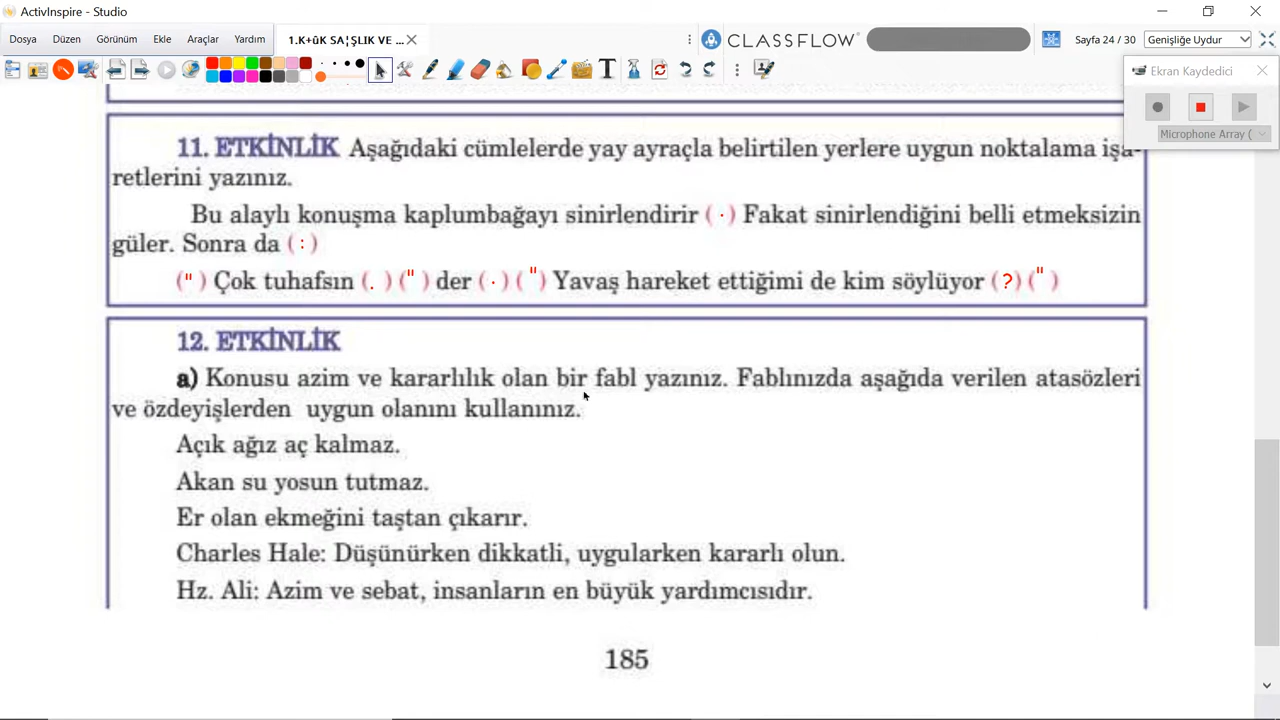 ActivInspire - Studio
Dosya Düzen Görünüm Ekle Araçlar Yardım 1.K+ûK SA¦ŞLIK VE ... CLASSFLOW Sayfa 24 / 30 Genişliğe Uydur
Ekran Kaydedici
Microphone Array (
11. ETKİNLİK Aşağıdaki cümlelerde yay ayraçla belirtilen yerlere uygun noktalama işa-
retlerini yazınız.
Bu alaylı konuşma kaplumbağayı sinirlendirir (.) Fakat sinirlendiğini belli etmeksizin
güler. Sonra da (:)
(") Çok tuhafsın (.) (") der (.) (") Yavaş hareket ettiğimi de kim söylüyor (?) (")
12. ETKİNLİK
a) Konusu azim ve kararlılık olan bir fabl yazınız. Fablınızda aşağıda verilen atasözleri
ve özdeyişlerden uygun olanını kullanınız.
Açık ağız aç kalmaz.
Akan su yosun tutmaz.
Er olan ekmeğini taştan çıkarır.
Charles Hale: Düşünürken dikkatli, uygularken kararlı olun.
Hz. Ali: Azim ve sebat, insanların en büyük yardımcısıdır.
185